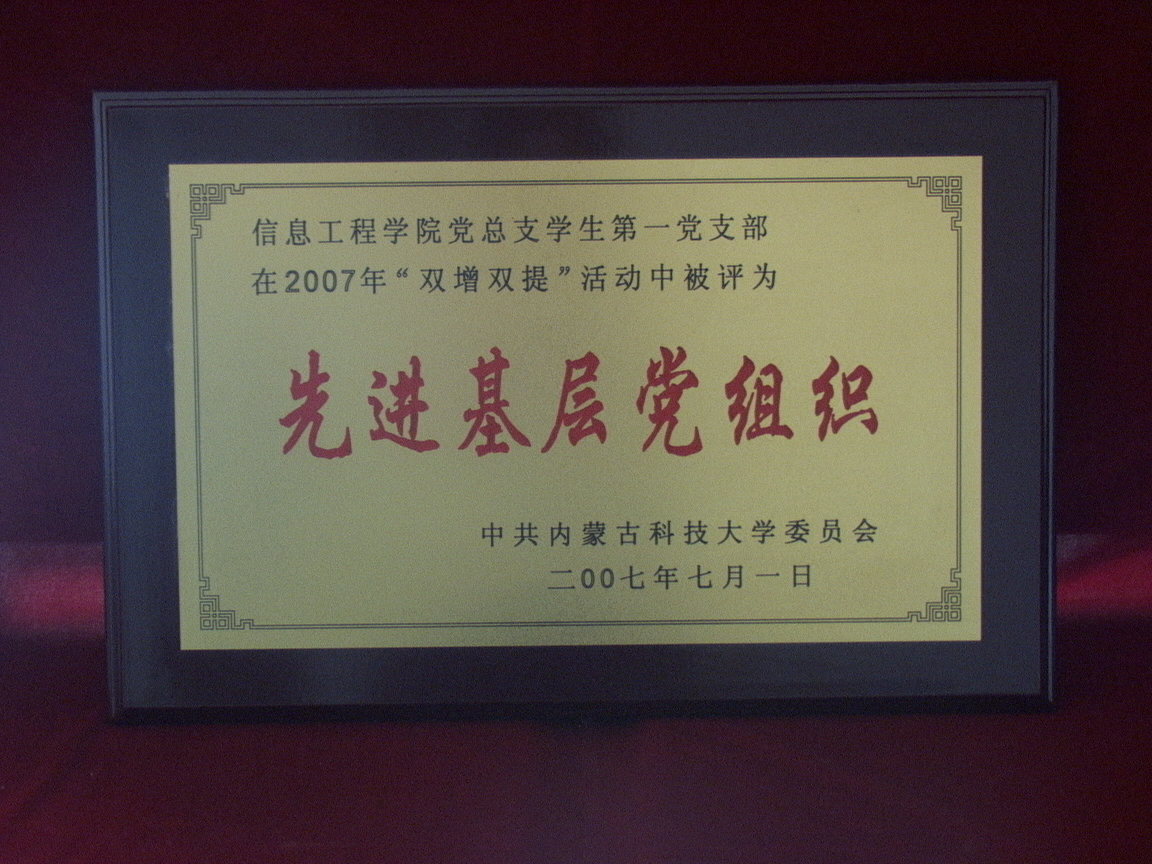 信息工程学院党总支学生第一党支部
在2007年“双增双提”活动中被评为
先进基层党组织
中共内蒙古科技大学委员会
二00七年七月一日